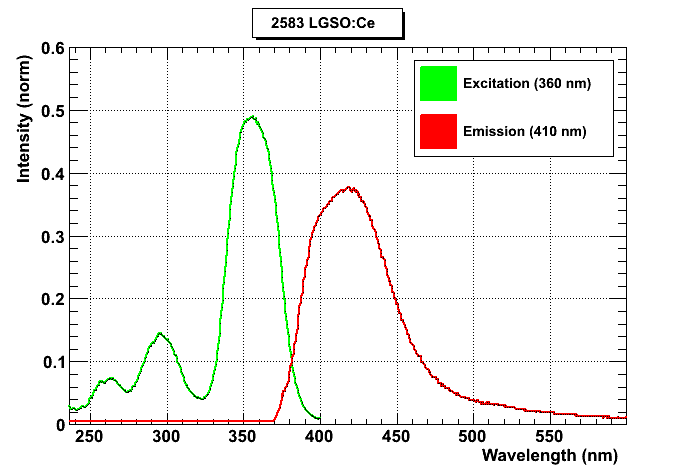 2583 LGSO:Ce
Intensity (norm)
0.6
0.5
0.4
0.3
0.2
0.1
0
Excitation (360 nm)
Emission (410 nm)
250 300 350 400 450 500 550
Wavelength (nm)